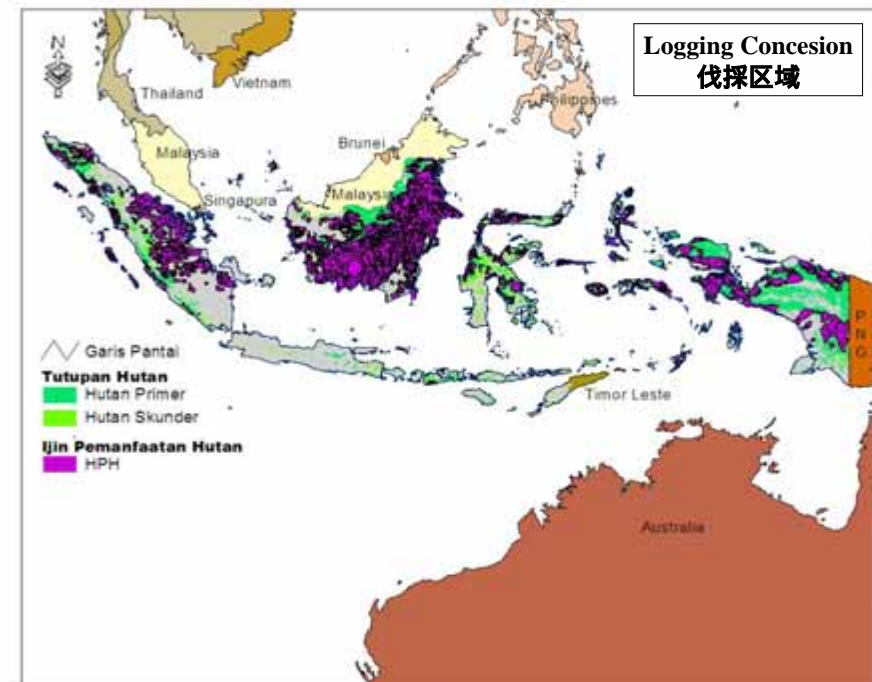 Logging Concesion
伐採区域
N
Thailand
Vietnam
Philippines
Malaysia
Brunei
Malaysia
Singapura
PNG
Garis Pantai
Tutupan Hutan
Hutan Primer
Hutan Skunder
Ijin Pemanfaatan Hutan
HPH
Timor Leste
Australia